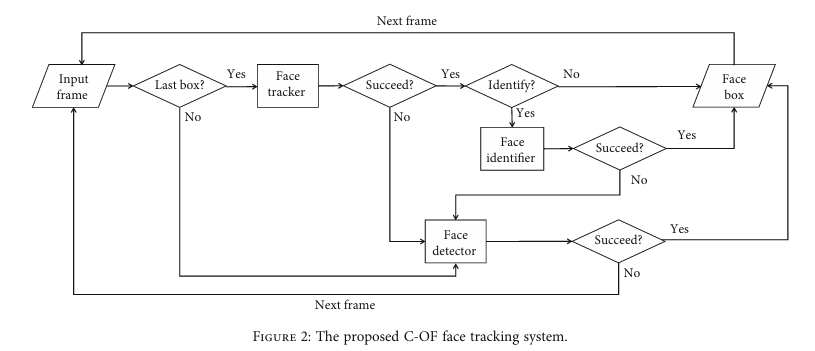 Next frame
Input
frame
Last box?
Yes
Face
tracker
Succeed?
Yes
Identify?
No
Face
box
No
No
Yes
Face
identifier
Succeed?
Yes
No
Face
detector
Succeed?
Yes
No
Next frame
FIGURE 2: The proposed C-OF face tracking system.